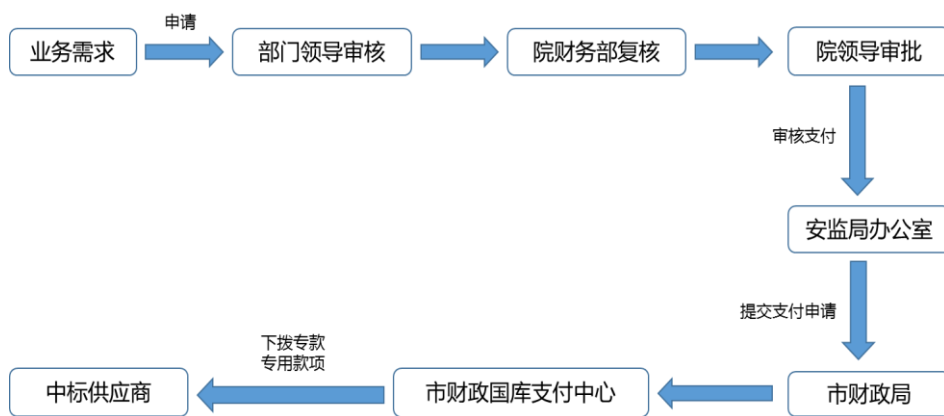 申请
业务需求
部门领导审核
院财务部复核
院领导审批
审核支付
安监局办公室
提交支付申请
下拨专款
专用款项
中标供应商
市财政国库支付中心
市财政局